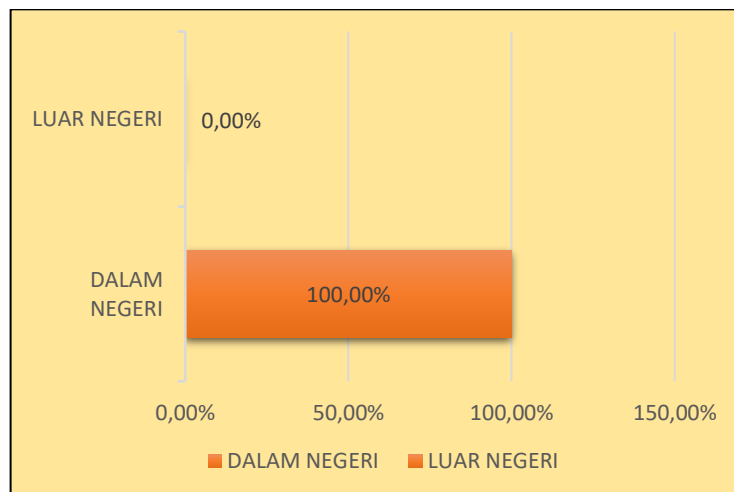 LUAR NEGERI
0,00%
DALAM
NEGERI
100,00%
0,00% 50,00% 100,00% 150,00%
DALAM NEGERI LUAR NEGERI